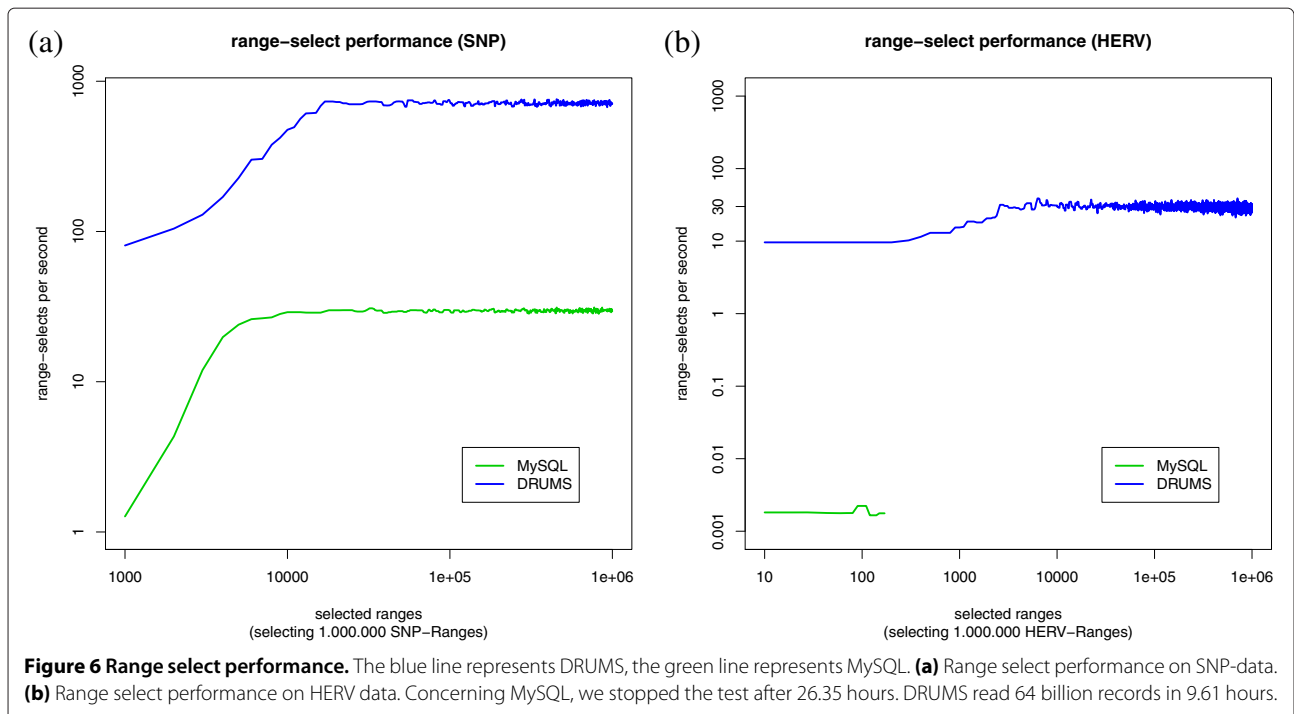 (a)
range−select performance (SNP)
range−selects per second
1000
100
10
1
MySQL
DRUMS
1000
10000
1e+05
1e+06
selected ranges
(selecting 1.000.000 SNP−Ranges)
(b)
range−select performance (HERV)
range−selects per second
1000
100
30
10
1
0.1
0.01
0.001
MySQL
DRUMS
10
100
1000
10000
1e+05
1e+06
selected ranges
(selecting 1.000.000 HERV−Ranges)
Figure 6 Range select performance. The blue line represents DRUMS, the green line represents MySQL. (a) Range select performance on SNP-data.
(b) Range select performance on HERV data. Concerning MySQL, we stopped the test after 26.35 hours. DRUMS read 64 billion records in 9.61 hours.